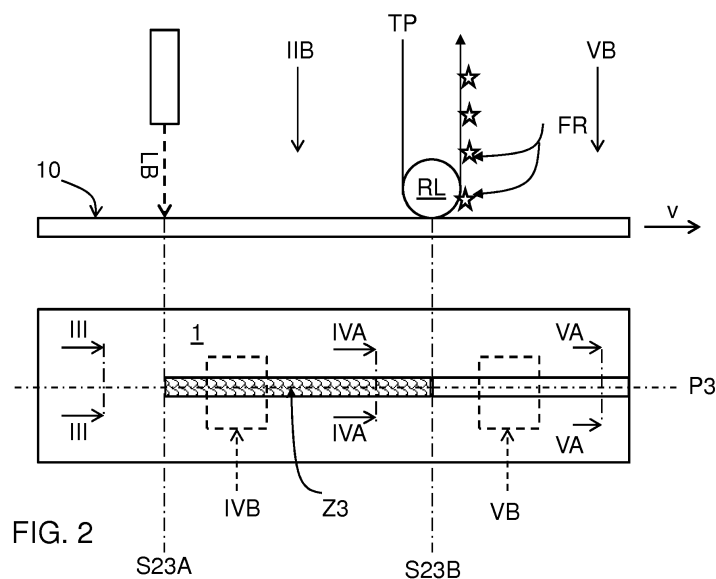 TP
IIB
VB
FR
LB
10
RL
v
III
1
IVA
VA
P3
III
IVA
VA
IVB
Z3
VB
FIG. 2
S23A
S23B